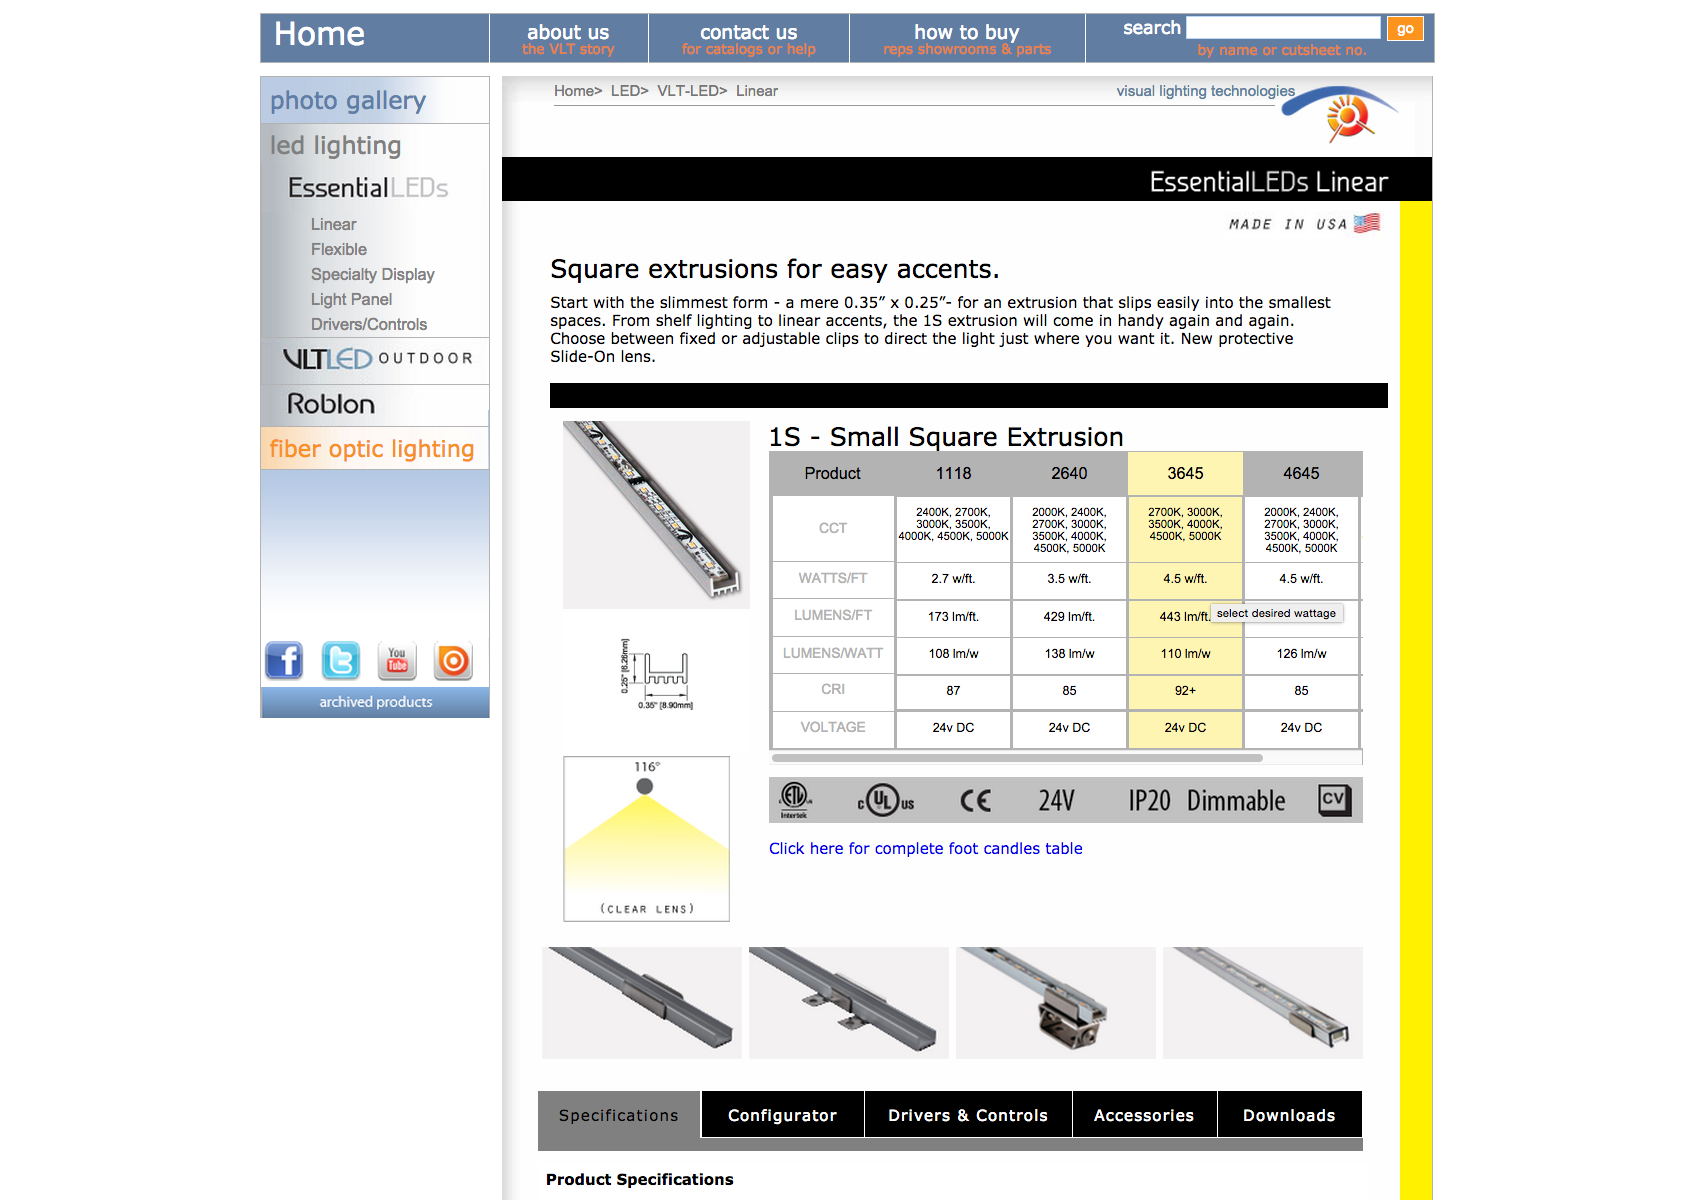 Home
about us
the VLT story
contact us
for catalogs or help
how to buy
reps showrooms & parts
search
go
by name or cutsheet no.
photo gallery
led lighting
EssentialLEDs
Linear
Flexible
Specialty Display
Light Panel
Drivers/Controls
VLTLED OUTDOOR
Roblon
fiber optic lighting
You
Tube
archived products
Home> LED> VLT-LED> Linear
visual lighting technologies
EssentialLEDs Linear
MADE IN USA
Square extrusions for easy accents.
Start with the slimmest form - a mere 0.35” x 0.25”- for an extrusion that slips easily into the smallest
spaces. From shelf lighting to linear accents, the 1S extrusion will come in handy again and again.
Choose between fixed or adjustable clips to direct the light just where you want it. New protective
Slide-On lens.
1S - Small Square Extrusion
Product 1118 2640 3645 4645
CCT
2400K, 2700K,
3000K, 3500K,
4000K, 4500K, 5000K
2000K, 2400K,
2700K, 3000K,
3500K, 4000K,
4500K, 5000K
2700K, 3000K,
3500K, 4000K,
4500K, 5000K
2000K, 2400K,
2700K, 3000K,
3500K, 4000K,
4500K, 5000K
WATTS/FT 2.7 w/ft. 3.5 w/ft. 4.5 w/ft. 4.5 w/ft.
LUMENS/FT 173 lm/ft. 429 lm/ft. 443 lm/ft.
select desired wattage
LUMENS/WATT 108 lm/w 138 lm/w 110 lm/w 126 lm/w
CRI 87 85 92+ 85
VOLTAGE 24v DC 24v DC 24v DC 24v DC
0.25" [6.26mm]
0.35" [8.90mm]
116°
(CLEAR LENS)
ETL
Intertek
c UL us
CE
24V
IP20 Dimmable
CV
Click here for complete foot candles table
Specifications
Configurator
Drivers & Controls
Accessories
Downloads
Product Specifications